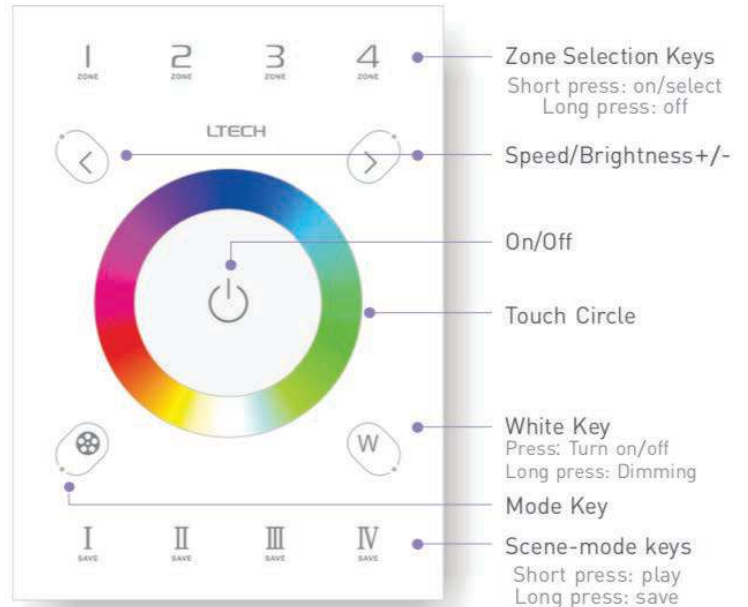 1 2 3 4
ZONE ZONE ZONE ZONE
Zone Selection Keys
Short press: on/select
Long press: off
LTECH
< >
Speed/Brightness+/-
On/Off
Touch Circle
W
White Key
Press: Turn on/off
Long press: Dimming
Mode Key
I II III IV
SAVE SAVE SAVE SAVE
Scene-mode keys
Short press: play
Long press: save